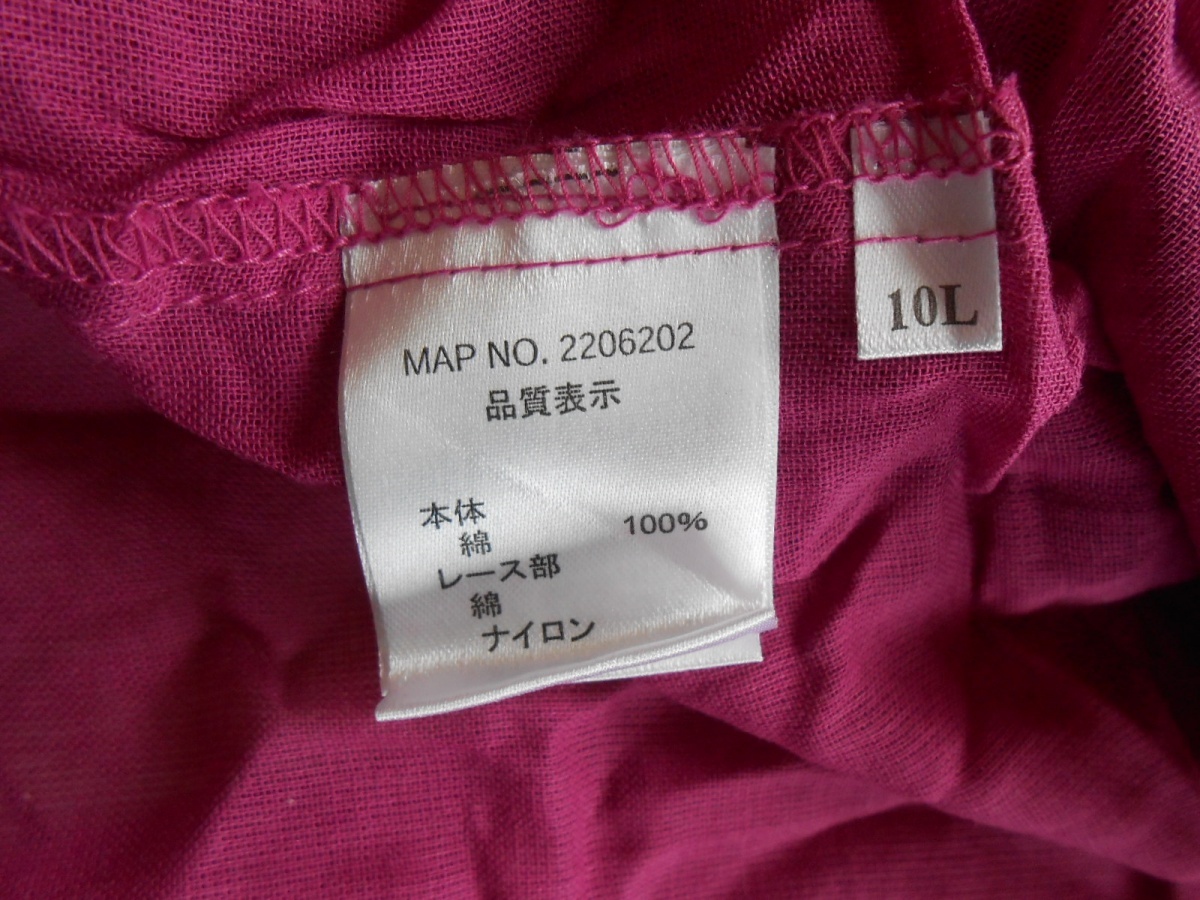 MAP NO. 2206202
品質表示
本体
綿 100%
レース部
綿
ナイロン
10L